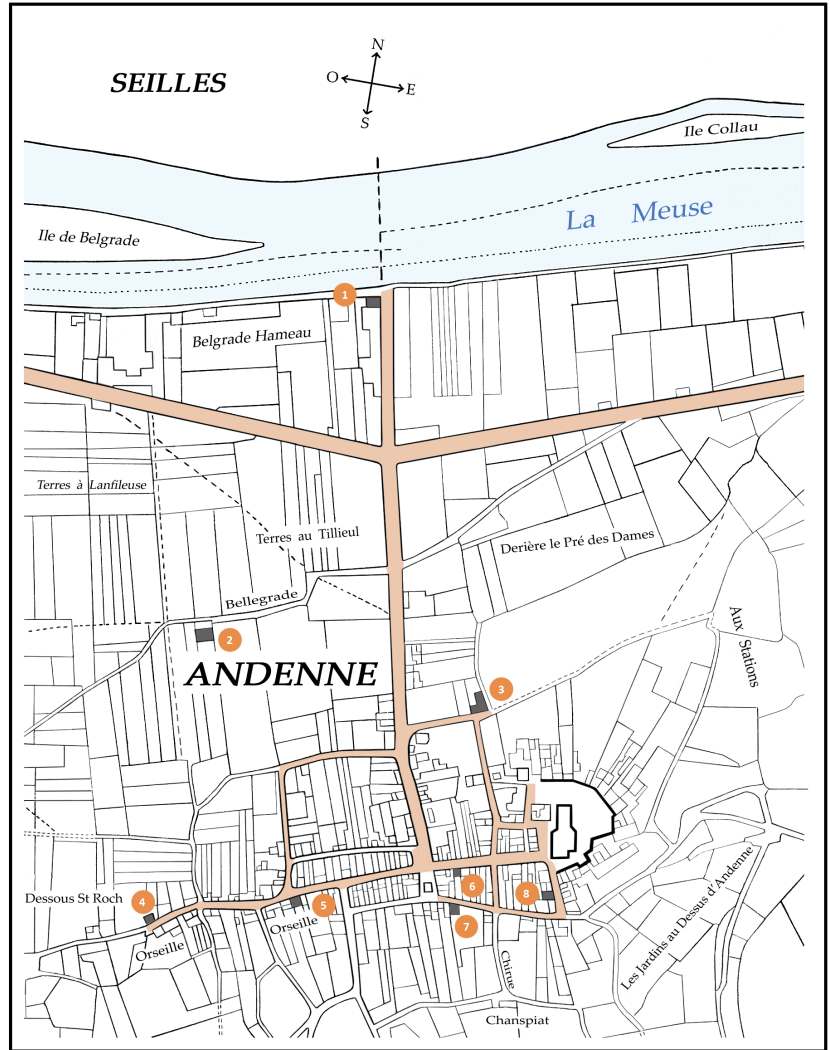 N
SEILLES
O
E
S
Ile Collau
La Meuse
Ile de Belgrade
1
Belgrade Hameau
Terres à Lanfileuse
Terres au Tillieul
Derière le Pré des Dames
Bellegrade
2
Aux Stations
ANDENNE
3
Dessous St Roch
4
5
6
8
Orseille
7
Orseille
Les Jardins au Dessus d'Andenne
Chirue
Chanspiat